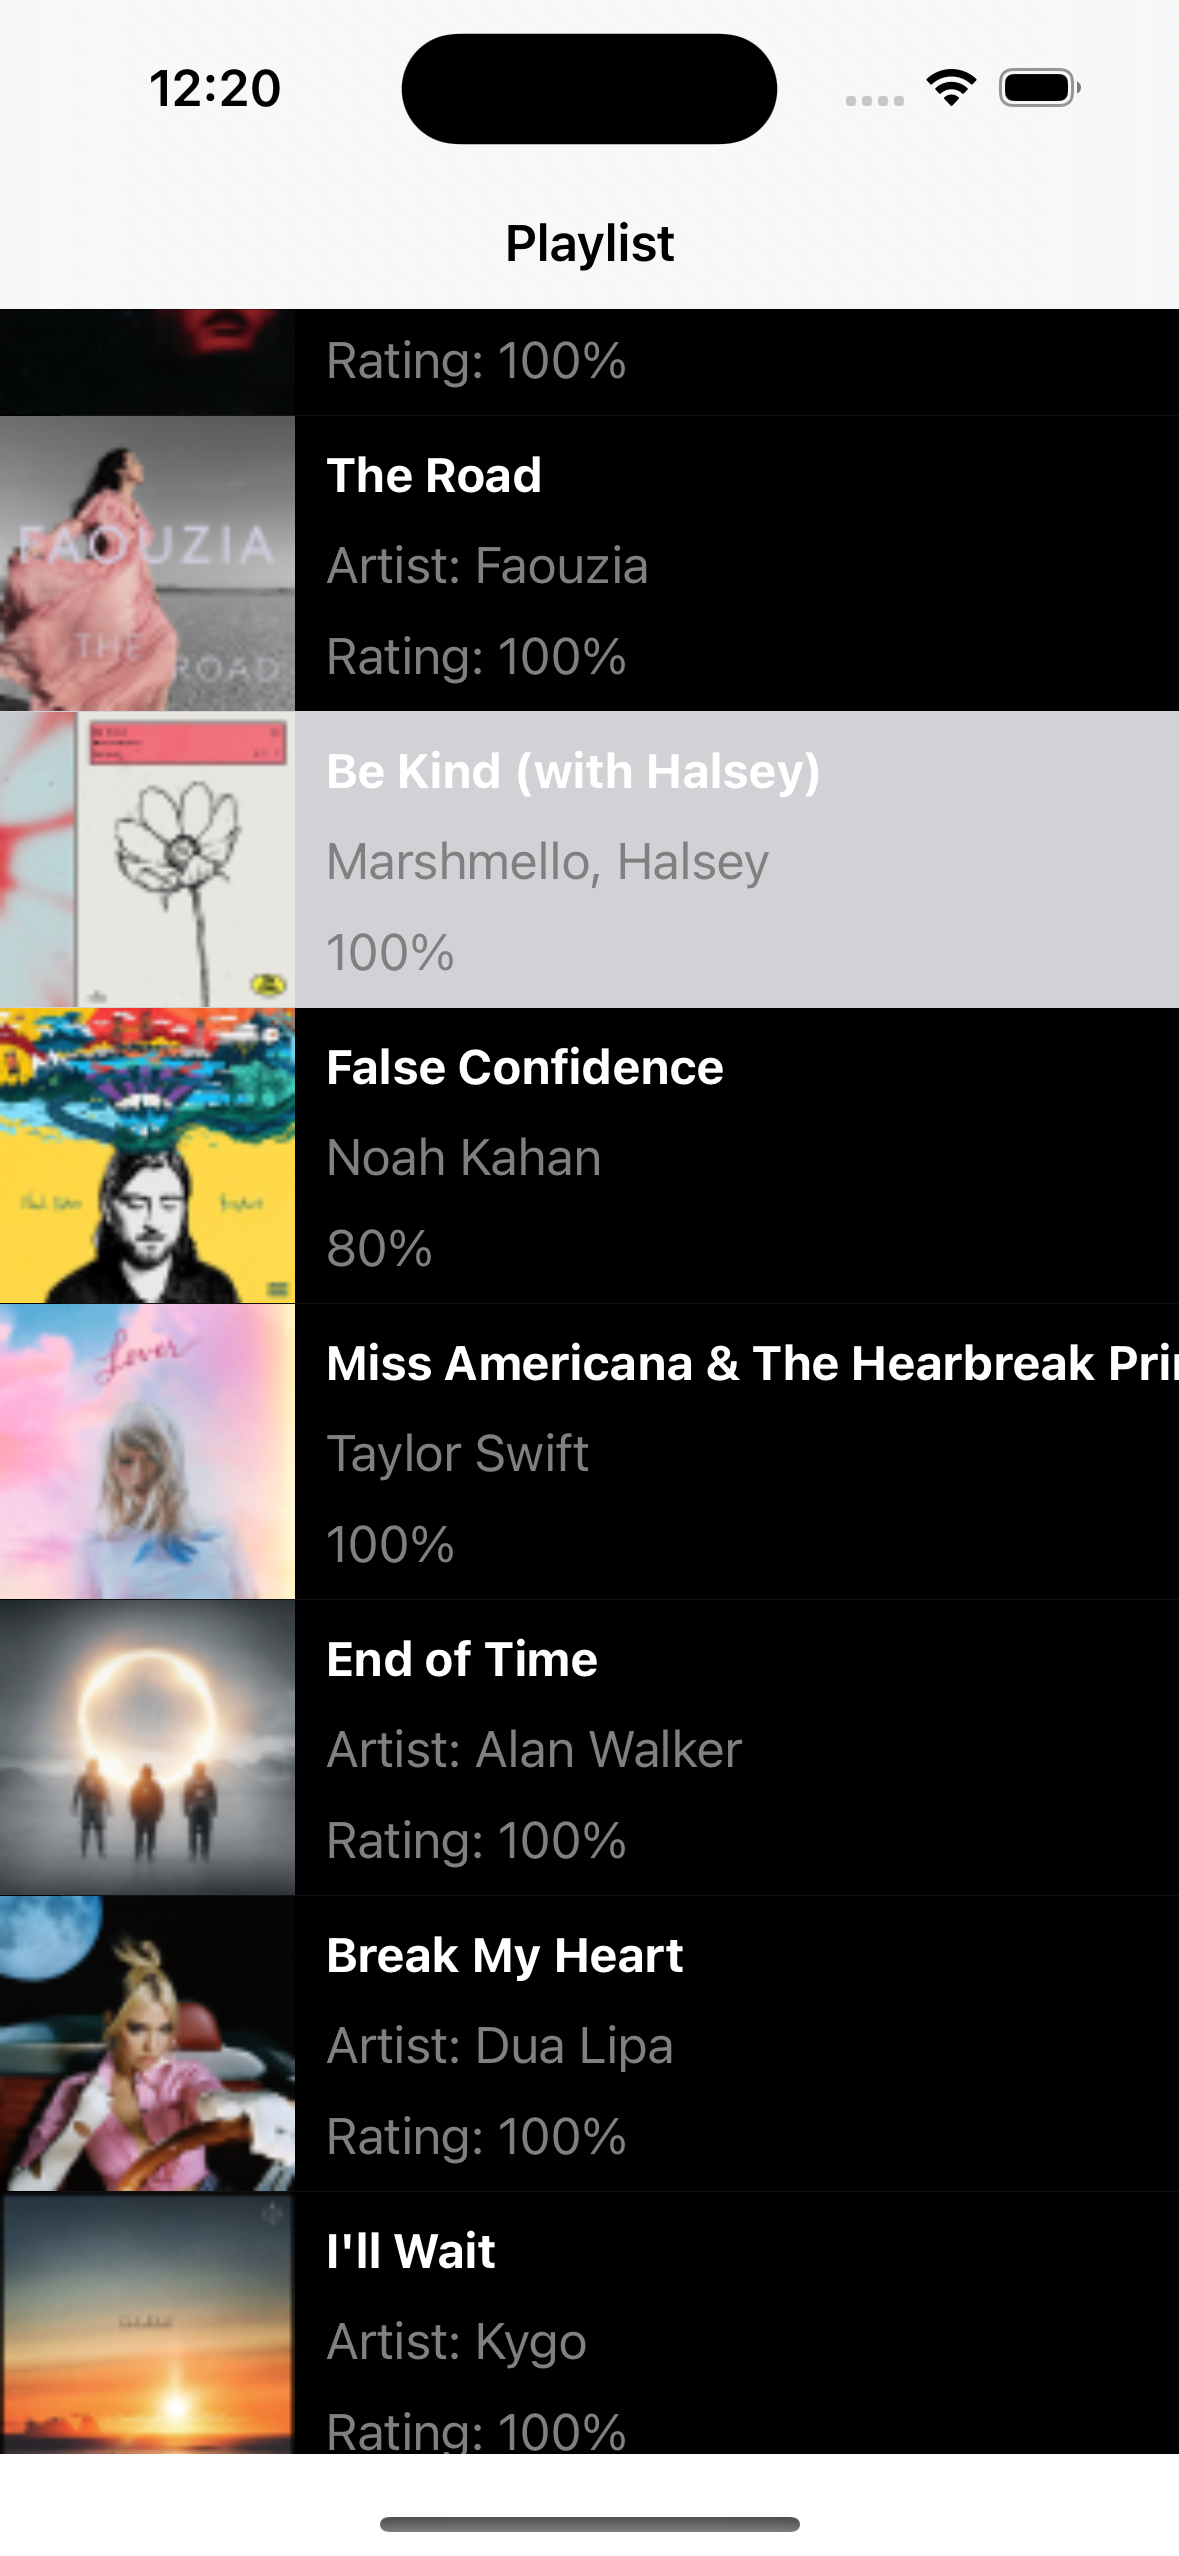 12:20
Playlist
Rating: 100%
FAOUZIA
THE
ROAD
The Road
Artist: Faouzia
Rating: 100%
Be Kind (with Halsey)
Marshmello, Halsey
100%
False Confidence
Noah Kahan
80%
Lover
Miss Americana & The Hearbreak Prin
Taylor Swift
100%
End of Time
Artist: Alan Walker
Rating: 100%
Break My Heart
Artist: Dua Lipa
Rating: 100%
I'll Wait
Artist: Kygo
Rating: 100%